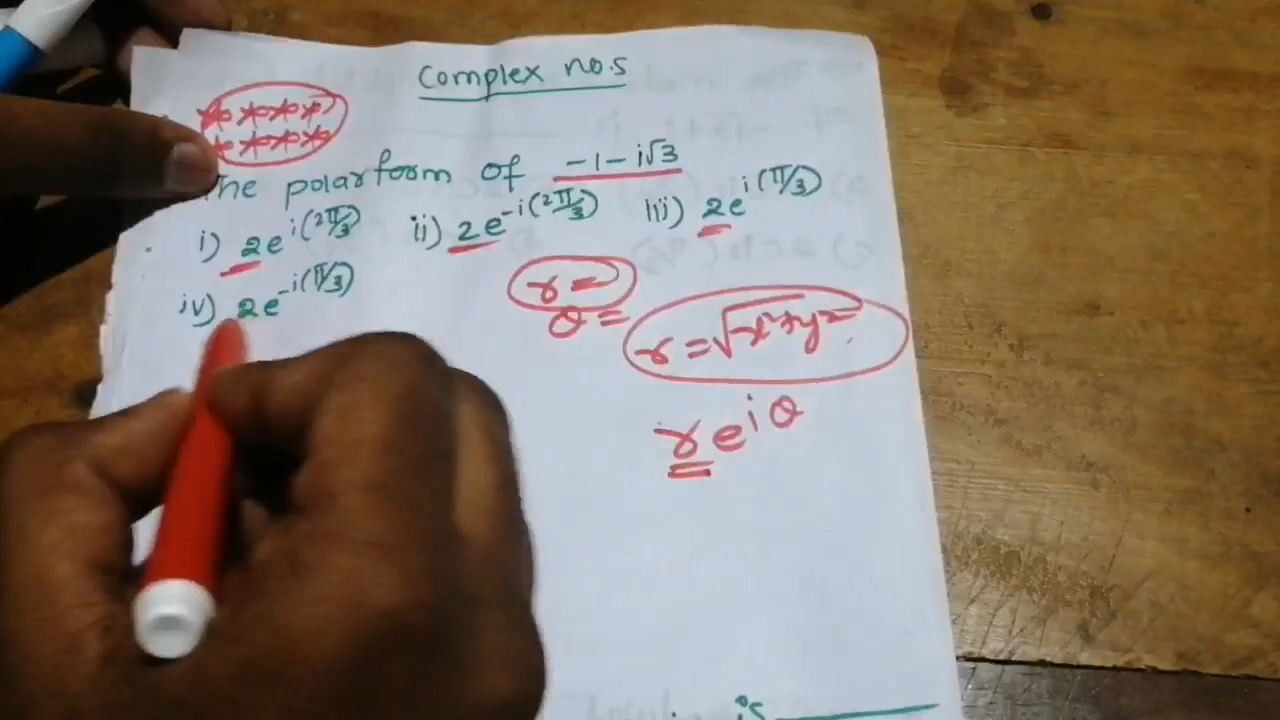 Complex no.s
The polar form of -1-i√3
i) 2e^{i(2π/3)} ii) 2e^{-i(2π/3)} iii) 2e^{i(π/3)}
iv) 2e^{-i(π/3)}
r =
θ =
r = √x²+y²
re^{iθ}
is